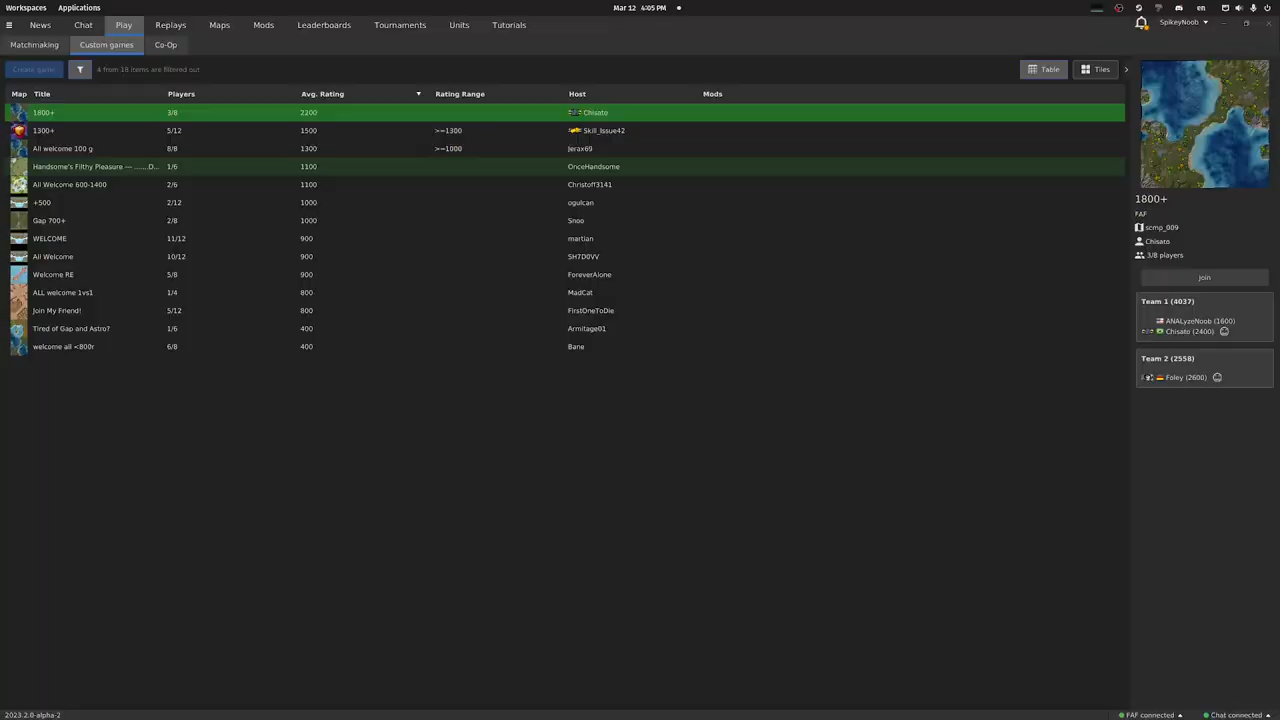 Workspaces Applications Mar 12 4:05 PM en
News Chat Play Replays Maps Mods Leaderboards Tournaments Units Tutorials SpikeyNoob
Matchmaking Custom games Co-Op
Create game 4 from 18 items are filtered out Table Tiles
Map Title Players Avg. Rating Rating Range Host Mods
1800+ 3/8 2200 Chisato
1300+ 5/12 1500 >=1300 Skill_Issue42
All welcome 100 g 8/8 1300 >=1000 Jerax69
Handsome's Filthy Pleasure --- .......D... 1/6 1100 OnceHandsome
All Welcome 600-1400 2/6 1100 Christoff3141
+500 2/12 1000 ogulcan
Gap 700+ 2/8 1000 Snoo
WELCOME 11/12 900 martian
All Welcome 10/12 900 SH7D0VV
Welcome RE 5/8 900 ForeverAlone
ALL welcome 1vs1 1/4 800 MadCat
Join My Friend! 5/12 800 FirstOneToDie
Tired of Gap and Astro? 1/6 400 Armitage01
welcome all <800r 6/8 400 Bane
1800+
FAF
scmp_009
Chisato
3/8 players
Join
Team 1 (4037)
ANALyzeNoob (1600)
Chisato (2400)
Team 2 (2558)
Foley (2600)
2023.2.0-alpha-2 FAF connected Chat connected